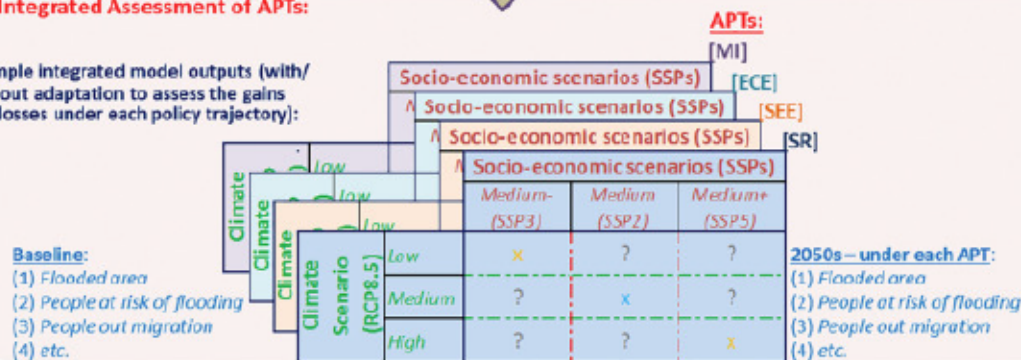 Integrated Assessment of APTs:
APTs:
[MI]
mple integrated model outputs (with/
out adaptation to assess the gains
losses under each policy trajectory):
Socio-economic scenarios (SSPs)
[ECE]
Socio-economic scenarios (SSPs)
[SEE]
Socio-economic scenarios (SSPs)
[SR]
Socio-economic scenarios (SSPs)
Low
Low
Low
Climate
Climate
Climate
Medium-
(SSP3)
Medium
(SSP2)
Medium+
(SSP5)
Climate
Scenario
(RCP8.5)
Low
x
?
?
Medium
?
x
?
High
?
?
x
Baseline:
(1) Flooded area
(2) People at risk of flooding
(3) People out migration
(4) etc.
2050s – under each APT:
(1) Flooded area
(2) People at risk of flooding
(3) People out migration
(4) etc.